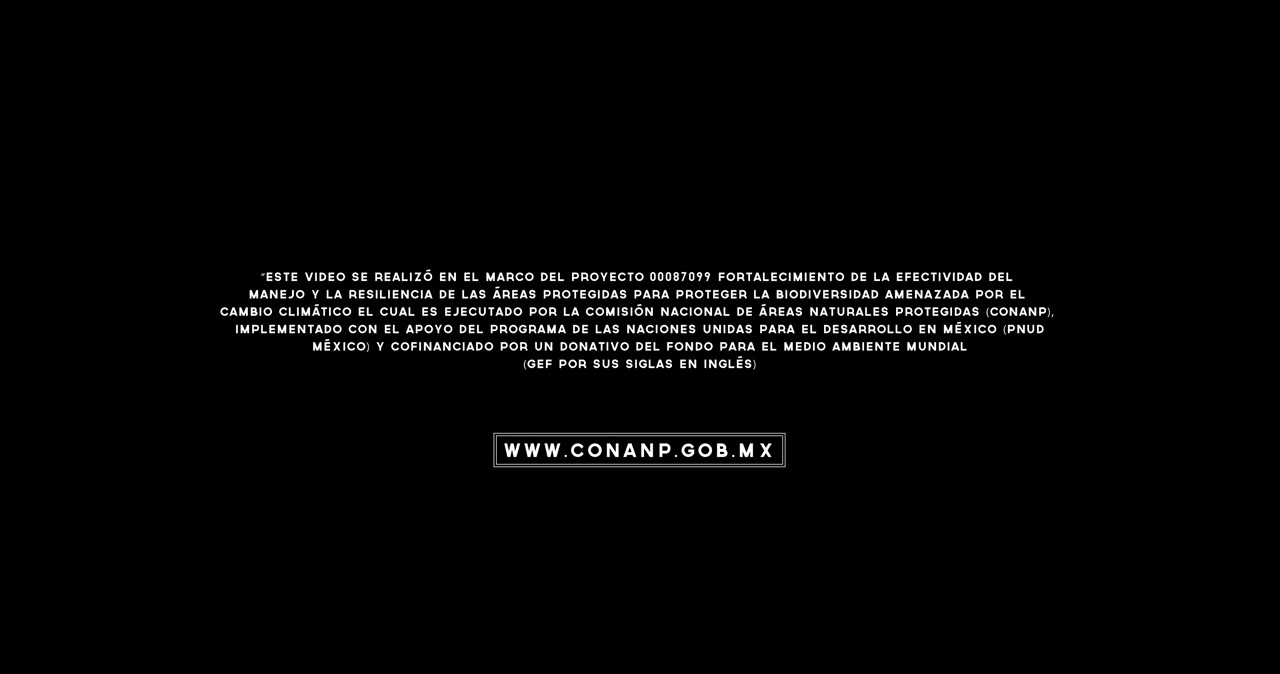 “ESTE VIDEO SE REALIZÓ EN EL MARCO DEL PROYECTO 00087099 FORTALECIMIENTO DE LA EFECTIVIDAD DEL
MANEJO Y LA RESILIENCIA DE LAS ÁREAS PROTEGIDAS PARA PROTEGER LA BIODIVERSIDAD AMENAZADA POR EL
CAMBIO CLIMÁTICO EL CUAL ES EJECUTADO POR LA COMISIÓN NACIONAL DE ÁREAS NATURALES PROTEGIDAS (CONANP),
IMPLEMENTADO CON EL APOYO DEL PROGRAMA DE LAS NACIONES UNIDAS PARA EL DESARROLLO EN MÉXICO (PNUD
MÉXICO) Y COFINANCIADO POR UN DONATIVO DEL FONDO PARA EL MEDIO AMBIENTE MUNDIAL
(GEF POR SUS SIGLAS EN INGLÉS)
WWW.CONANP.GOB.MX